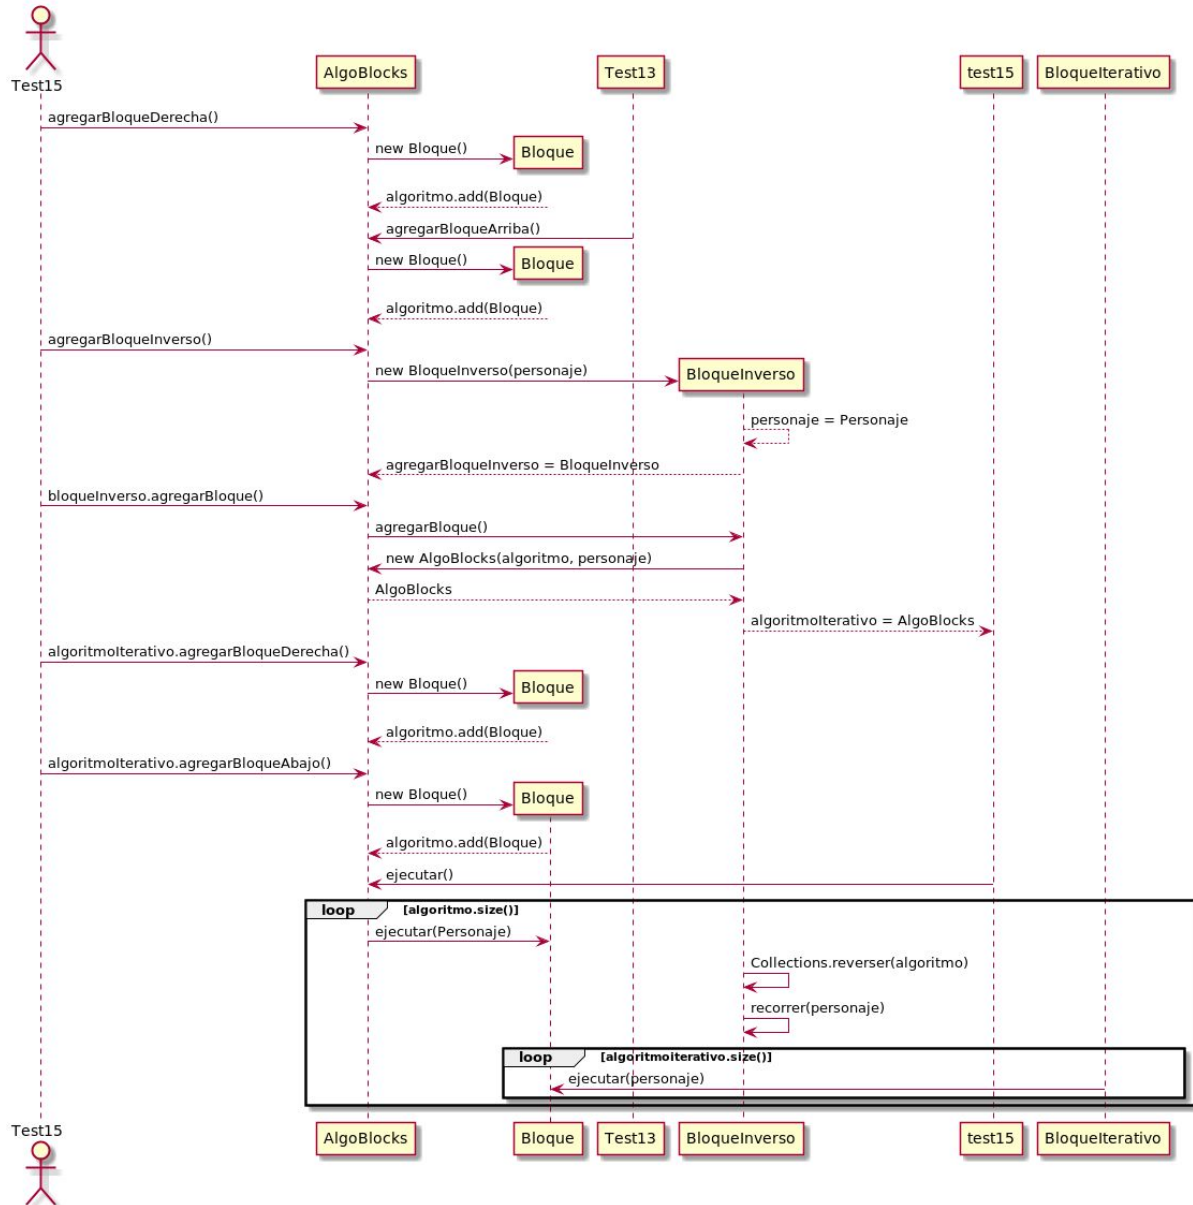 Test15
AlgoBlocks
Test13
test15
BloqueIterativo
agregarBloqueDerecha()
new Bloque()
Bloque
algoritmo.add(Bloque)
agregarBloqueArriba()
new Bloque()
Bloque
algoritmo.add(Bloque)
agregarBloqueInverso()
new BloqueInverso(personaje)
BloqueInverso
personaje = Personaje
agregarBloqueInverso = BloqueInverso
bloqueInverso.agregarBloque()
agregarBloque()
new AlgoBlocks(algoritmo, personaje)
AlgoBlocks
algoritmoIterativo = AlgoBlocks
algoritmoIterativo.agregarBloqueDerecha()
new Bloque()
Bloque
algoritmo.add(Bloque)
algoritmoIterativo.agregarBloqueAbajo()
new Bloque()
Bloque
algoritmo.add(Bloque)
ejecutar()
loop [algoritmo.size()]
ejecutar(Personaje)
Collections.reverser(algoritmo)
recorrer(personaje)
loop [algoritmoiterativo.size()]
ejecutar(personaje)
Test15
AlgoBlocks
Bloque
Test13
BloqueInverso
test15
BloqueIterativo